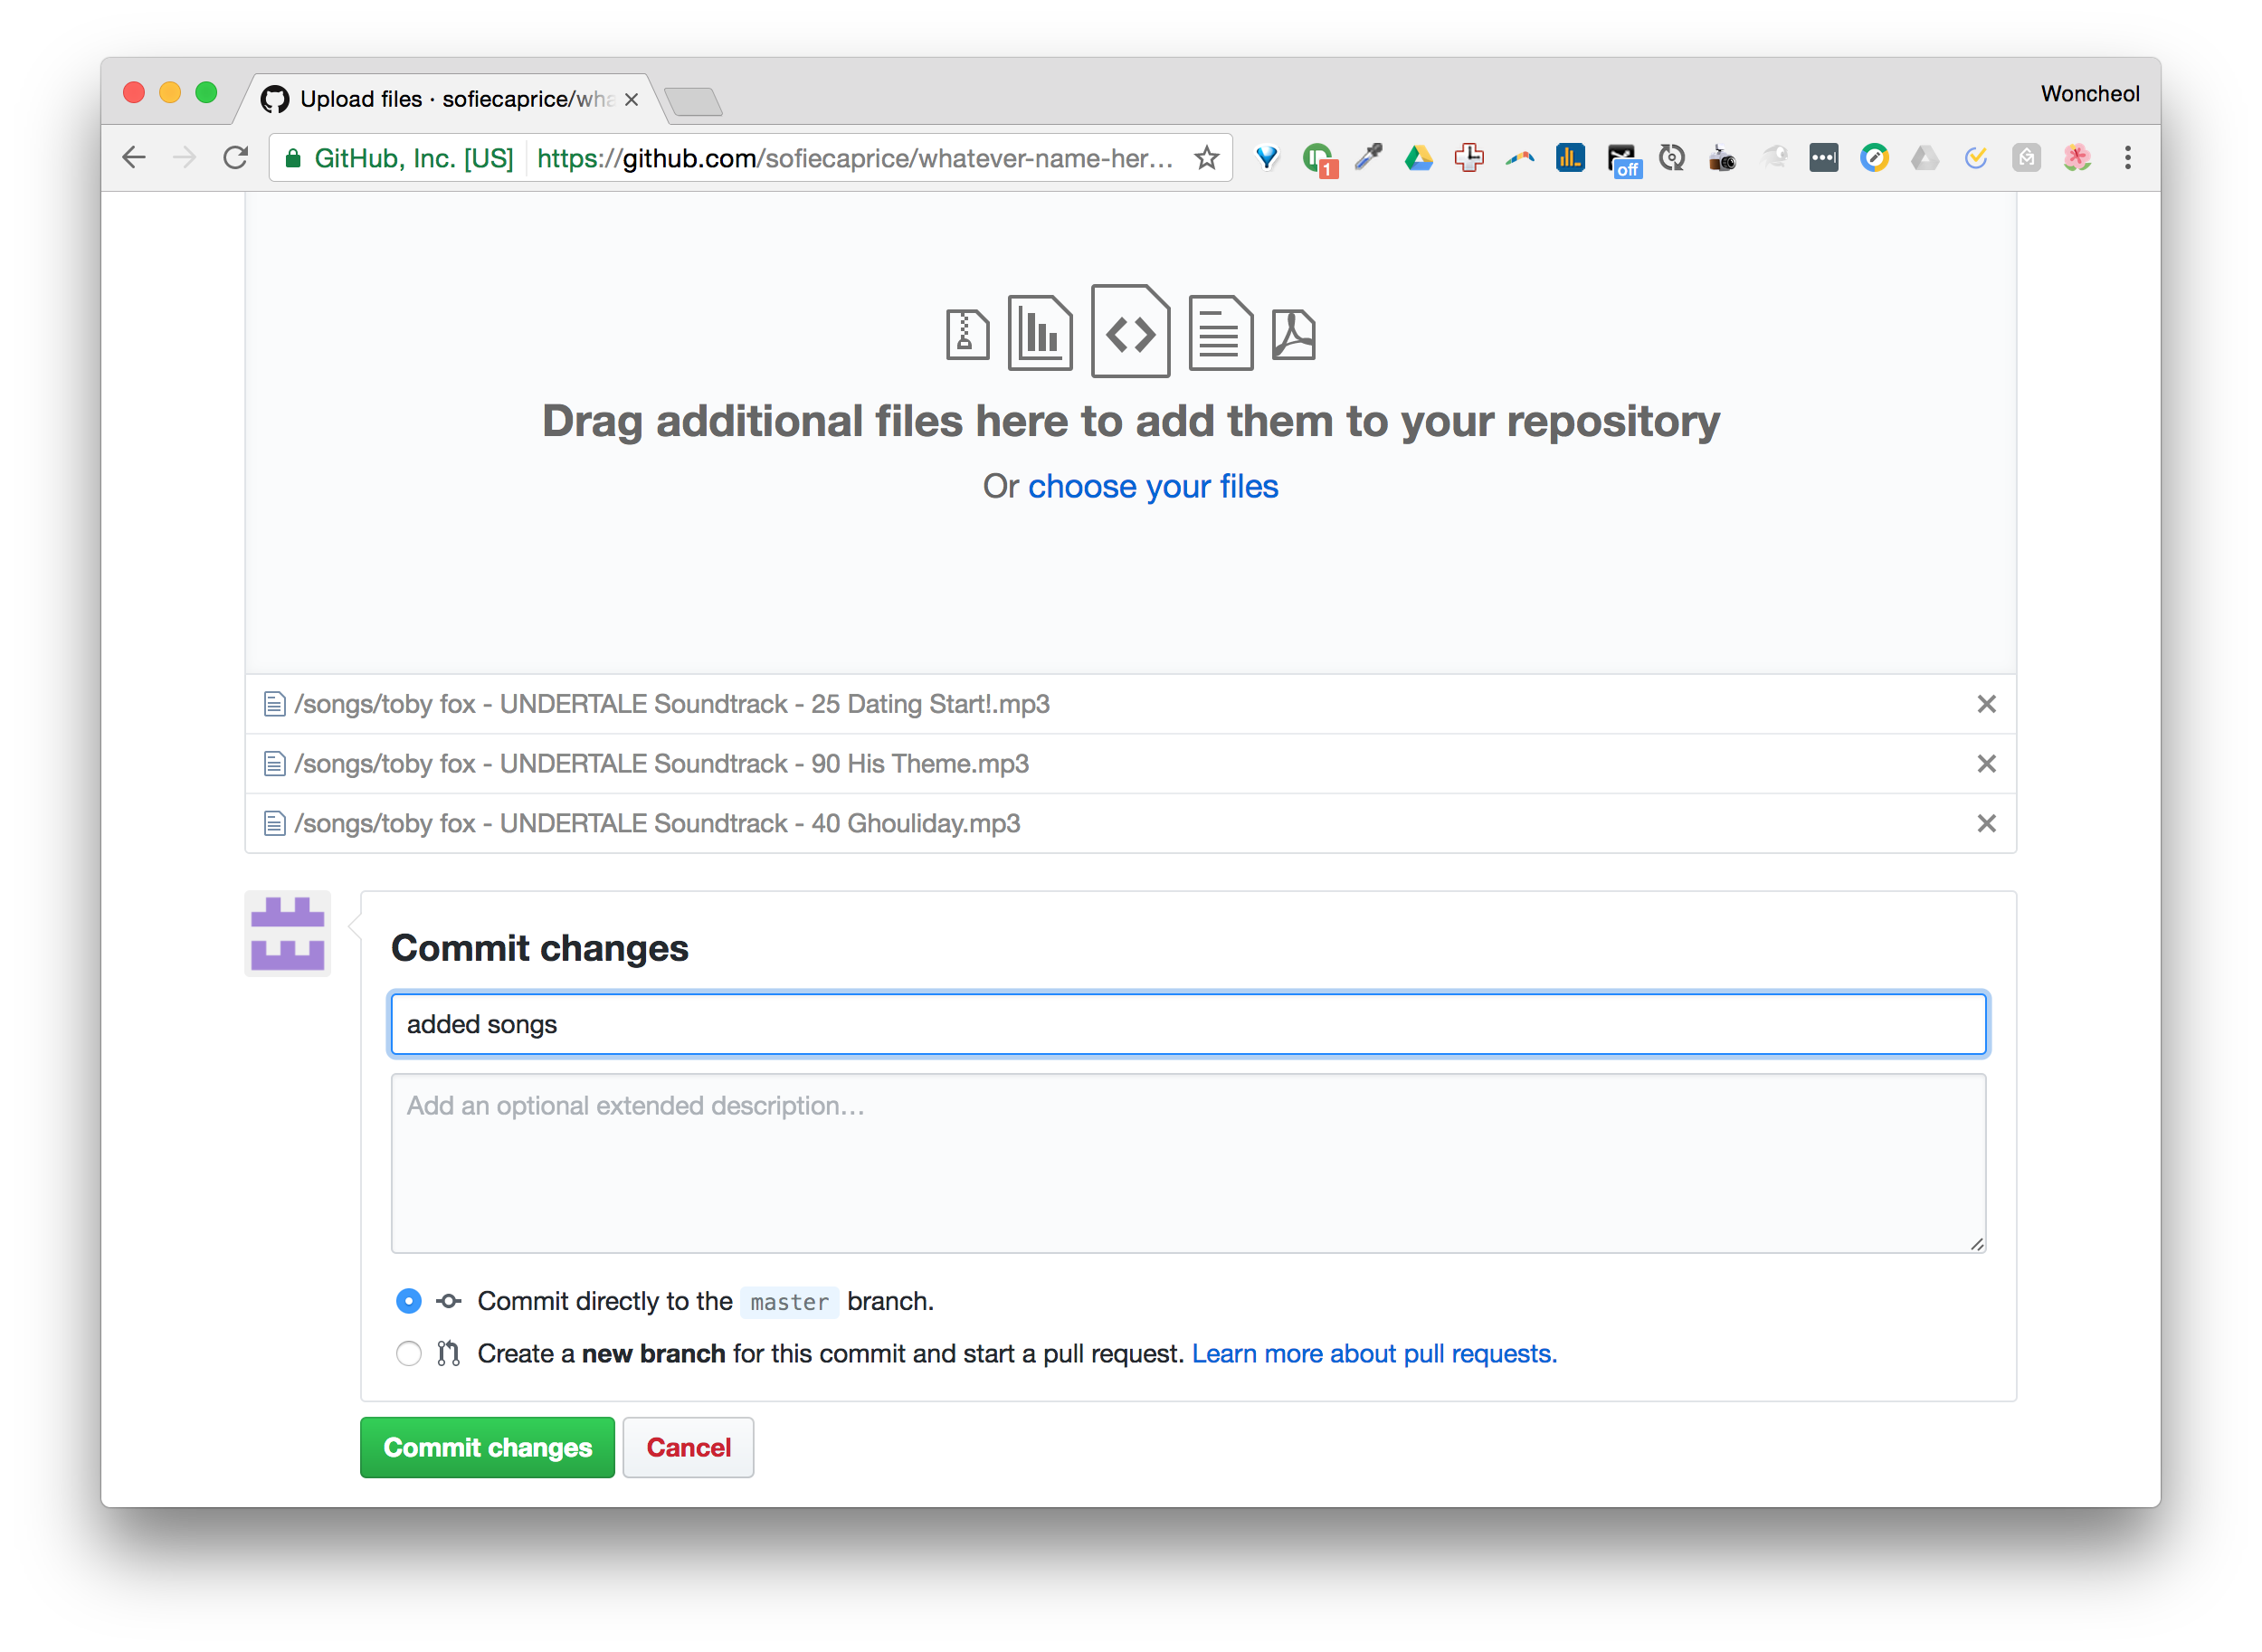 Upload files · sofiecaprice/wha
Woncheol
GitHub, Inc. [US] https://github.com/sofiecaprice/whatever-name-her...
1
off
Drag additional files here to add them to your repository
Or choose your files
/songs/toby fox - UNDERTALE Soundtrack - 25 Dating Start!.mp3
/songs/toby fox - UNDERTALE Soundtrack - 90 His Theme.mp3
/songs/toby fox - UNDERTALE Soundtrack - 40 Ghouliday.mp3
Commit changes
added songs
Add an optional extended description…
Commit directly to the master branch.
Create a new branch for this commit and start a pull request. Learn more about pull requests.
Commit changes Cancel